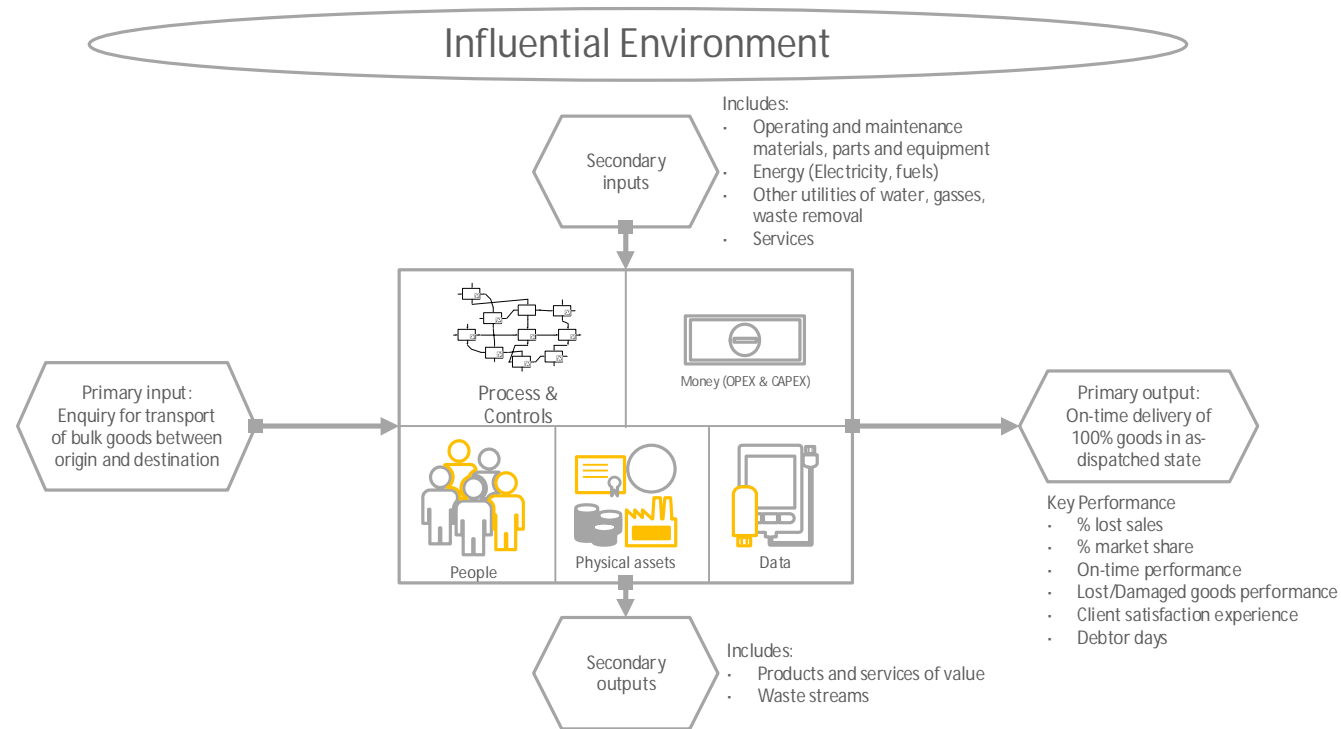 Influential Environment
Includes:
· Operating and maintenance
materials, parts and equipment
· Energy (Electricity, fuels)
· Other utilities of water, gasses,
waste removal
· Services
Secondary
inputs
Process &
Controls
Money (OPEX & CAPEX)
Primary input:
Enquiry for transport
of bulk goods between
origin and destination
Primary output:
On-time delivery of
100% goods in as-
dispatched state
People
Physical assets
Data
Key Performance
· % lost sales
· % market share
· On-time performance
· Lost/Damaged goods performance
· Client satisfaction experience
· Debtor days
Secondary
outputs
Includes:
· Products and services of value
· Waste streams